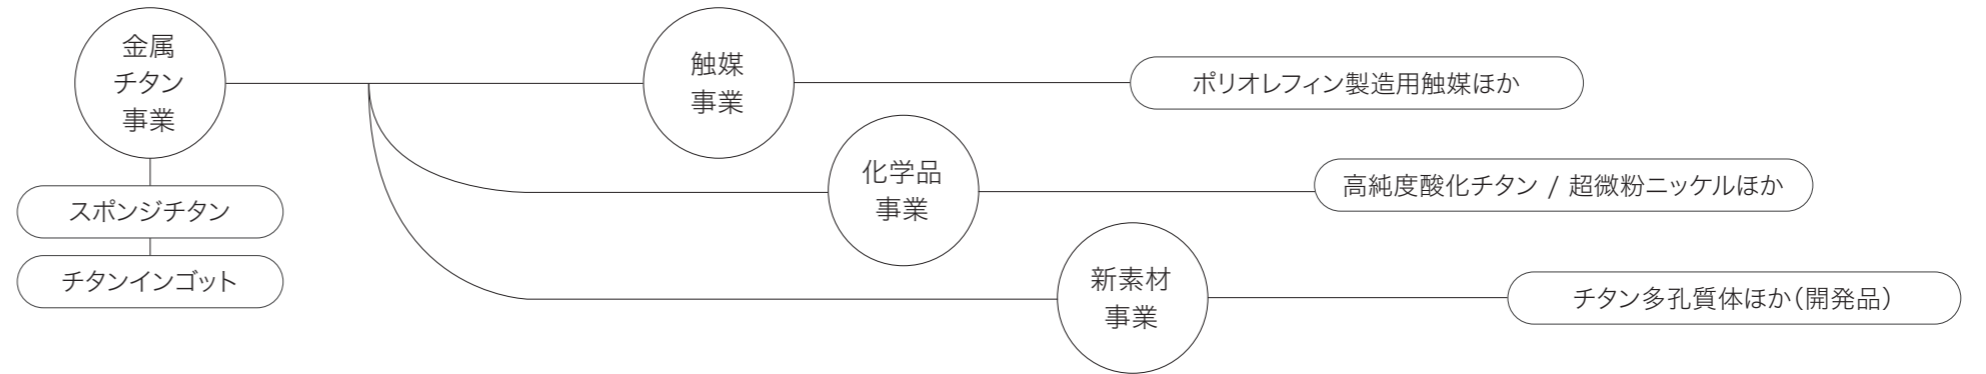 金属
チタン
事業
スポンジチタン
チタンインゴット
触媒
事業
ポリオレフィン製造用触媒ほか
化学品
事業
高純度酸化チタン / 超微粉ニッケルほか
新素材
事業
チタン多孔質体ほか（開発品）